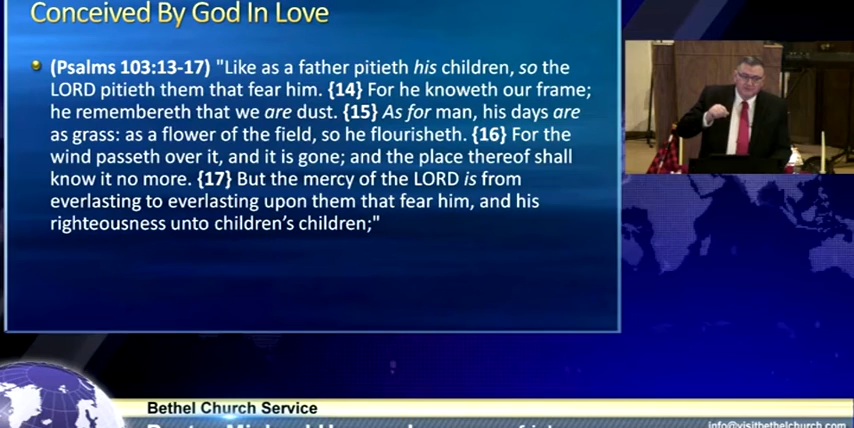 Conceived By God In Love
(Psalms 103:13-17) "Like as a father pitieth his children, so the
LORD pitieth them that fear him. {14} For he knoweth our frame;
he remembereth that we are dust. {15} As for man, his days are
as grass: as a flower of the field, so he flourisheth. {16} For the
wind passeth over it, and it is gone; and the place thereof shall
know it no more. {17} But the mercy of the LORD is from
everlasting to everlasting upon them that fear him, and his
righteousness unto children's children;"
Bethel Church Service
info@visitbethelchurch.com